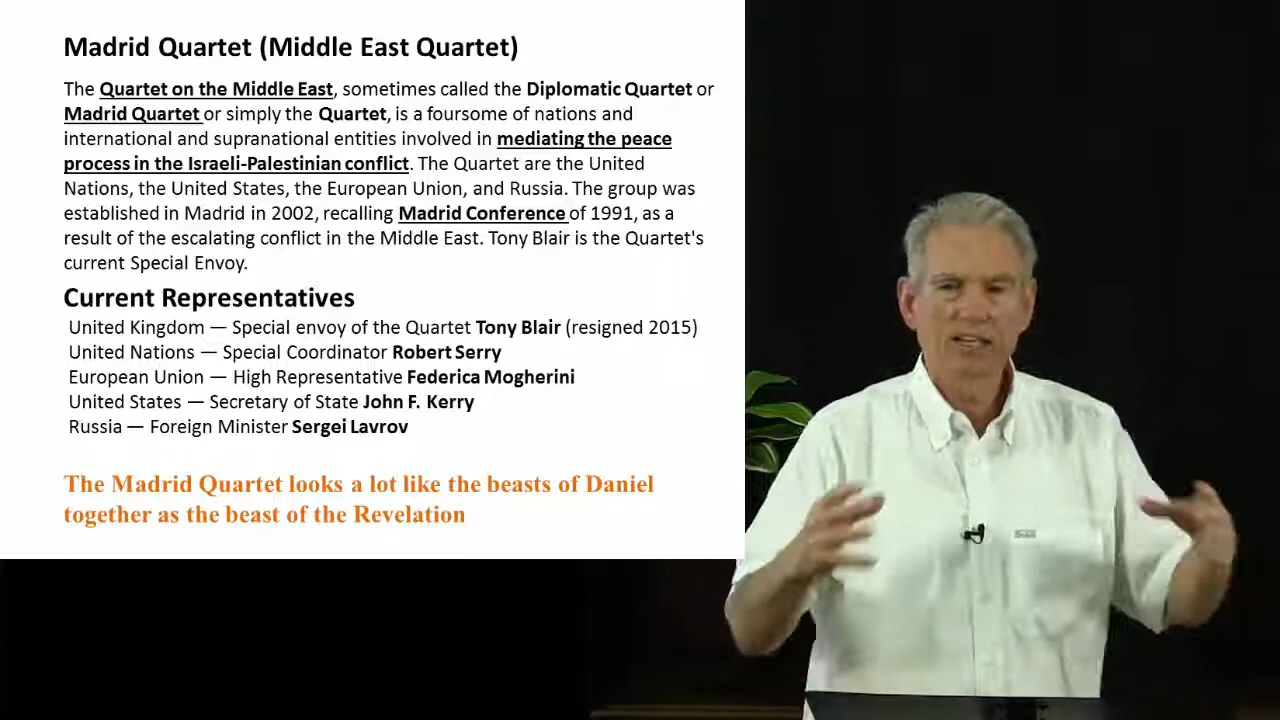 Madrid Quartet (Middle East Quartet)
The Quartet on the Middle East, sometimes called the Diplomatic Quartet or
Madrid Quartet or simply the Quartet, is a foursome of nations and
international and supranational entities involved in mediating the peace
process in the Israeli-Palestinian conflict. The Quartet are the United
Nations, the United States, the European Union, and Russia. The group was
established in Madrid in 2002, recalling Madrid Conference of 1991, as a
result of the escalating conflict in the Middle East. Tony Blair is the Quartet's
current Special Envoy.
Current Representatives
United Kingdom — Special envoy of the Quartet Tony Blair (resigned 2015)
United Nations — Special Coordinator Robert Serry
European Union — High Representative Federica Mogherini
United States — Secretary of State John F. Kerry
Russia — Foreign Minister Sergei Lavrov
The Madrid Quartet looks a lot like the beasts of Daniel
together as the beast of the Revelation